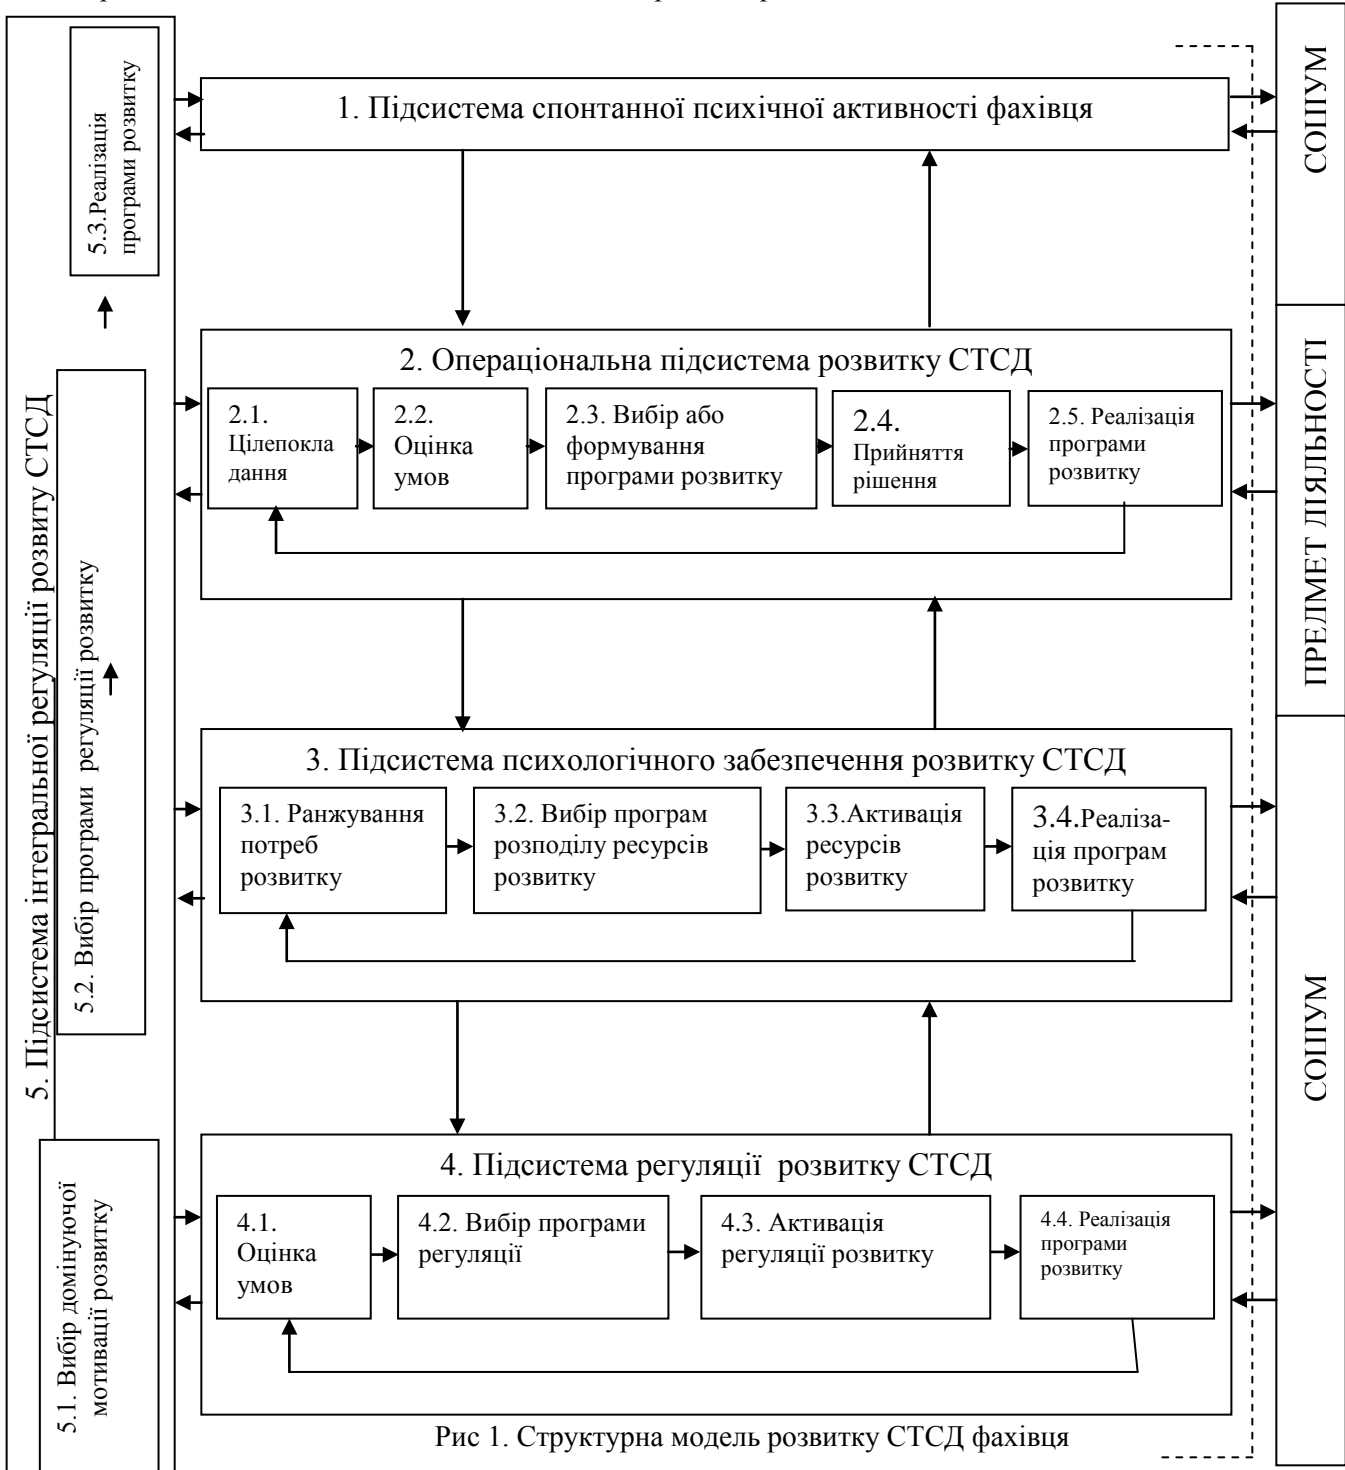 1. Підсистема спонтанної психічної активності фахівця
2. Операціональна підсистема розвитку СТСД
2.1.
Цілепокла
дання
2.2.
Оцінка
умов
2.3. Вибір або
формування
програми розвитку
2.4.
Прийняття
рішення
2.5. Реалізація
програми
розвитку
3. Підсистема психологічного забезпечення розвитку СТСД
3.1. Ранжування
потреб
розвитку
3.2. Вибір програм
розподілу ресурсів
розвитку
3.3.Активація
ресурсів
розвитку
3.4.Реаліза-
ція програм
розвитку
4. Підсистема регуляції розвитку СТСД
4.1.
Оцінка
умов
4.2. Вибір програми
регуляції
4.3. Активація
регуляції розвитку
4.4. Реалізація
програми
розвитку
5. Підсистема інтегральної регуляції розвиту СТСД
5.1. Вибір домінуючої
мотивації розвитку
5.2. Вибір програми регуляції розвитку
5.3.Реалізація
програми розвитку
СОЦІУМ
ПРЕДМЕТ ДІЯЛЬНОСТІ
СОЦІУМ
Рис 1. Структурна модель розвитку СТСД фахівця